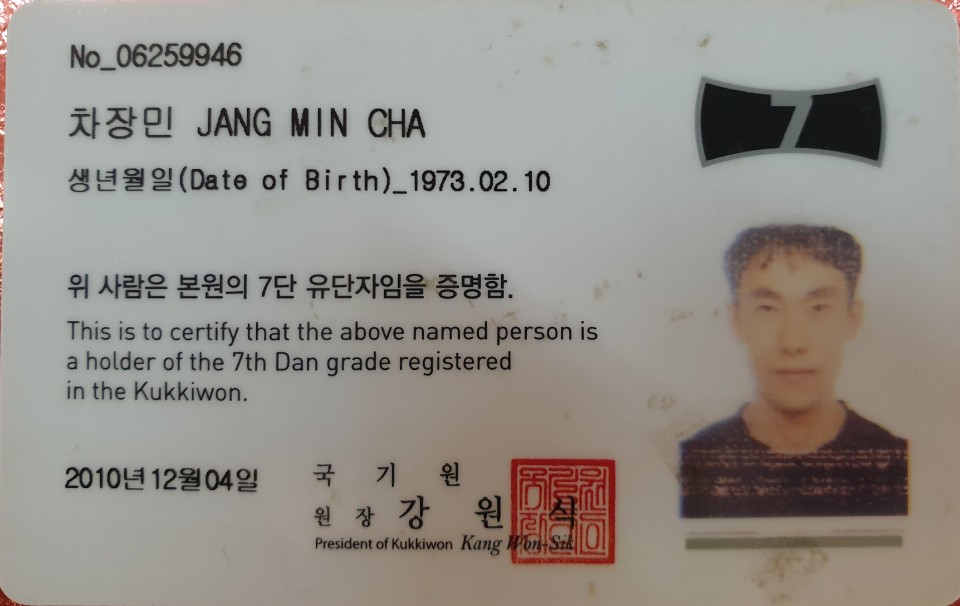 No_06259946
7
차장민 JANG MIN CHA
생년월일(Date of Birth)_1973.02.10
위 사람은 본원의 7단 유단자임을 증명함.
This is to certify that the above named person is
a holder of the 7th Dan grade registered
in the Kukkiwon.
2010년 12월 04일
국 기 원
원 장 강 원 식
President of Kukkiwon Kang Won-Sik